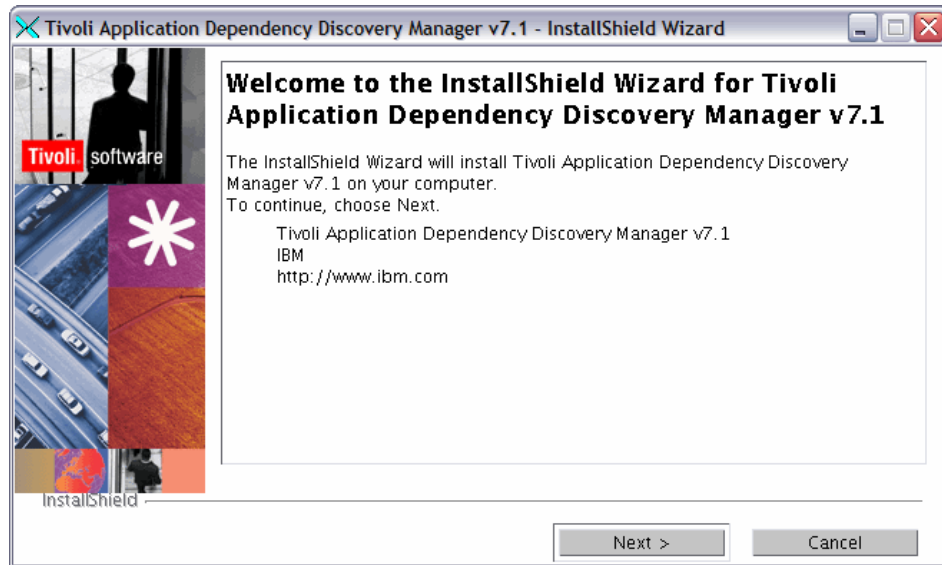 Tivoli Application Dependency Discovery Manager v7.1 - InstallShield Wizard
Tivoli. software
Welcome to the InstallShield Wizard for Tivoli
Application Dependency Discovery Manager v7.1
The InstallShield Wizard will install Tivoli Application Dependency Discovery
Manager v7.1 on your computer.
To continue, choose Next.
Tivoli Application Dependency Discovery Manager v7.1
IBM
http://www.ibm.com
InstallShield
Next >
Cancel